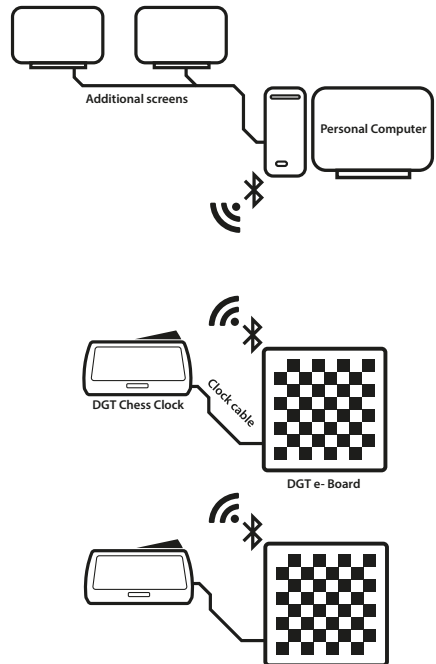 Additional screens
Personal Computer
Clock cable
DGT Chess Clock
DGT e- Board